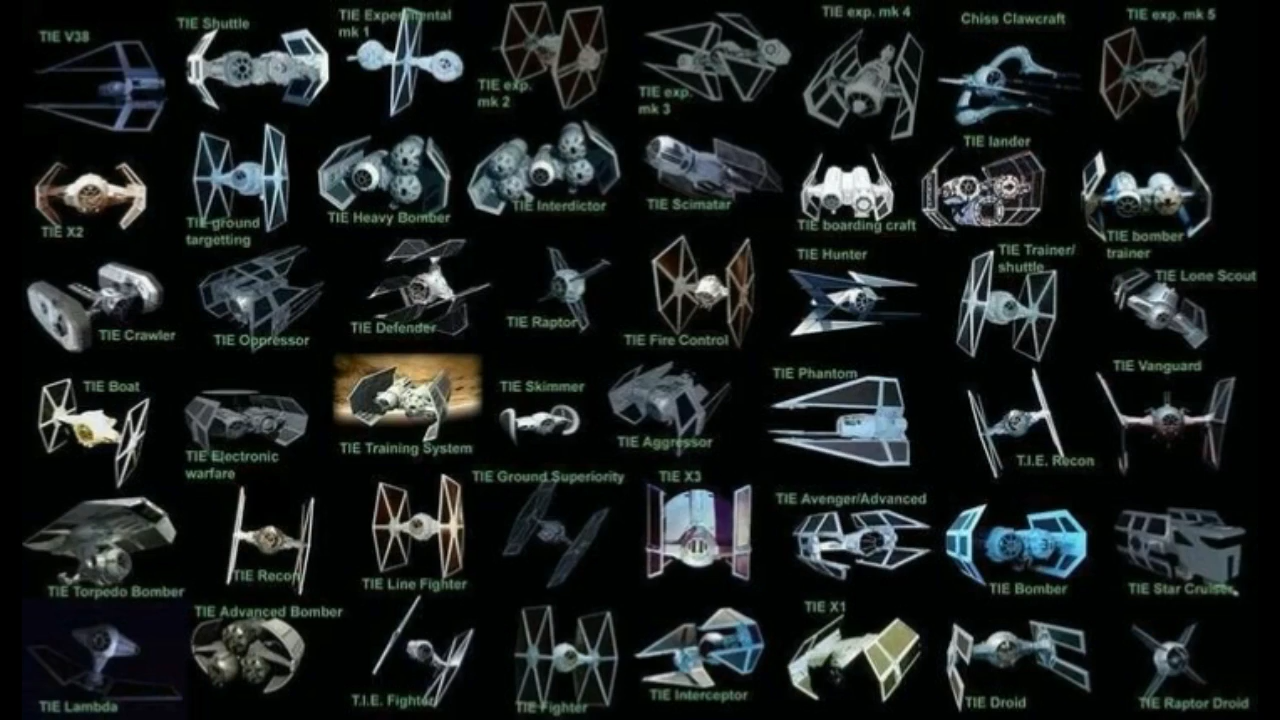 TIE V38
TIE Shuttle
TIE Experimental
mk 1
TIE exp.
mk 2
TIE exp.
mk 3
TIE exp. mk 4
Chiss Clawcraft
TIE exp. mk 5
TIE X2
TIE ground
targetting
TIE Heavy Bomber
TIE Interdictor
TIE Scimatar
TIE boarding craft
TIE lander
TIE bomber
trainer
TIE Crawler
TIE Oppressor
TIE Defender
TIE Raptor
TIE Fire Control
TIE Hunter
TIE Trainer/
shuttle
TIE Lone Scout
TIE Boat
TIE Electronic
warfare
TIE Training System
TIE Skimmer
TIE Aggressor
TIE Phantom
T.I.E. Recon
TIE Vanguard
TIE Torpedo Bomber
TIE Recon
TIE Line Fighter
TIE Ground Superiority
TIE X3
TIE Avenger/Advanced
TIE Bomber
TIE Star Cruiser
TIE Lambda
TIE Advanced Bomber
T.I.E. Fighter
TIE Fighter
TIE Interceptor
TIE X1
TIE Droid
TIE Raptor Droid